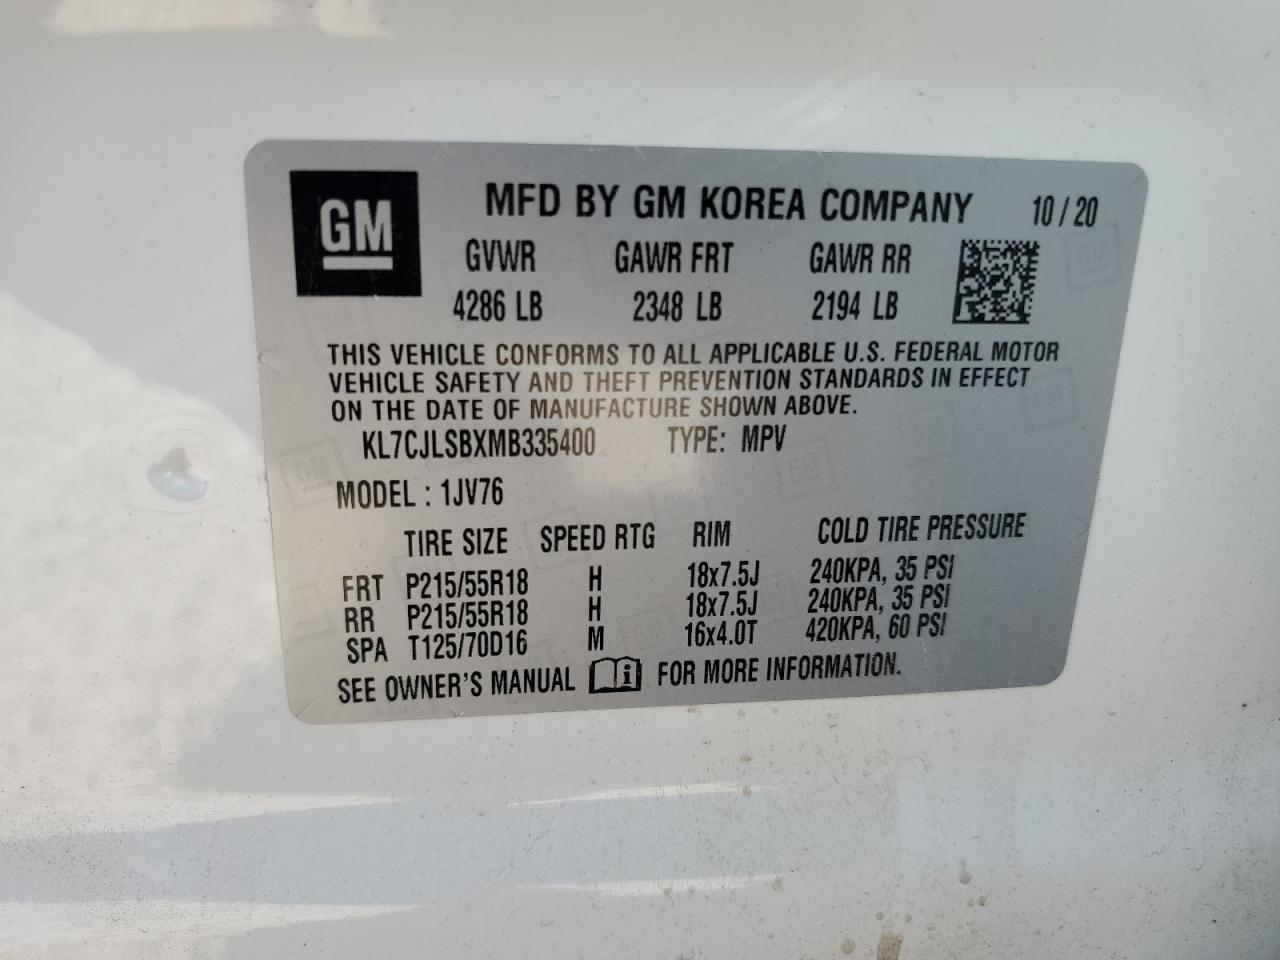 GM MFD BY GM KOREA COMPANY 10/20
GVWR GAWR FRT GAWR RR
4286 LB 2348 LB 2194 LB
THIS VEHICLE CONFORMS TO ALL APPLICABLE U.S. FEDERAL MOTOR
VEHICLE SAFETY AND THEFT PREVENTION STANDARDS IN EFFECT
ON THE DATE OF MANUFACTURE SHOWN ABOVE.
KL7CJLSBXMB335400 TYPE: MPV
MODEL : 1JV76
TIRE SIZE SPEED RTG RIM COLD TIRE PRESSURE
FRT P215/55R18 H 18x7.5J 240KPA, 35 PSI
RR P215/55R18 H 18x7.5J 240KPA, 35 PSI
SPA T125/70D16 M 16x4.0T 420KPA, 60 PSI
SEE OWNER'S MANUAL FOR MORE INFORMATION.